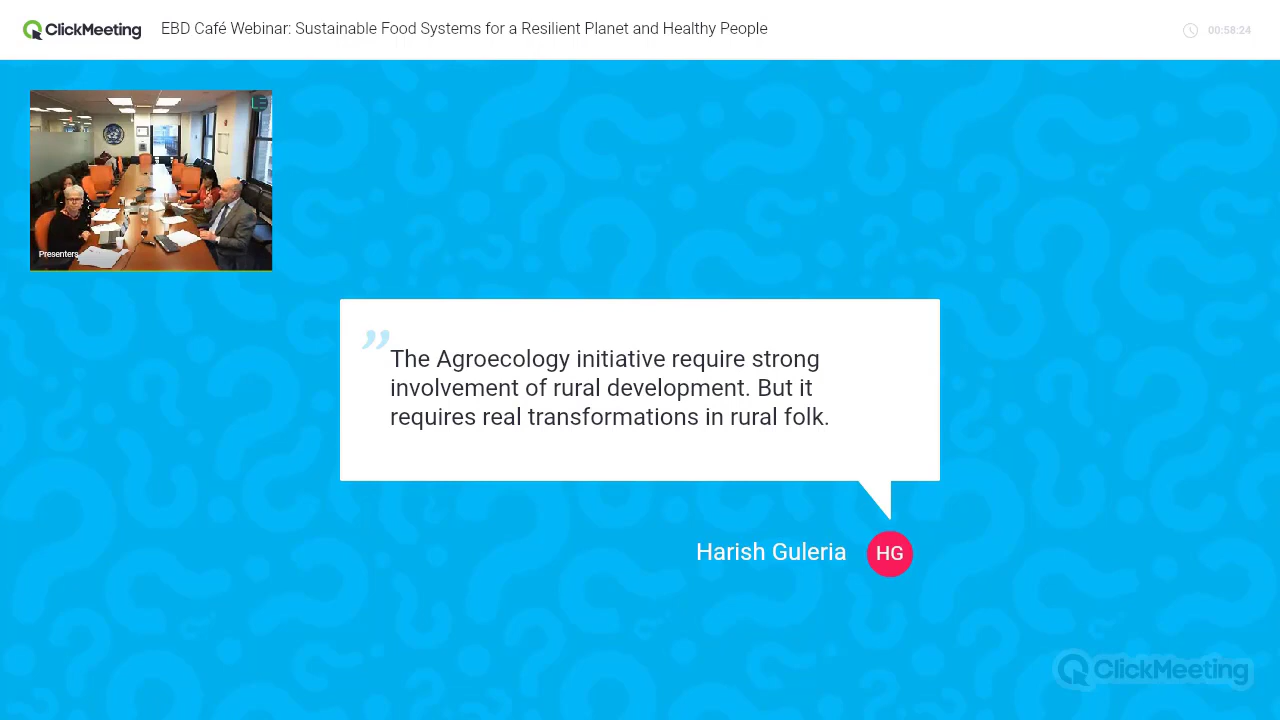 ClickMeeting
EBD Café Webinar: Sustainable Food Systems for a Resilient Planet and Healthy People
00:58:24
Presenters
”
The Agroecology initiative require strong
involvement of rural development. But it
requires real transformations in rural folk.
Harish Guleria
HG
ClickMeeting